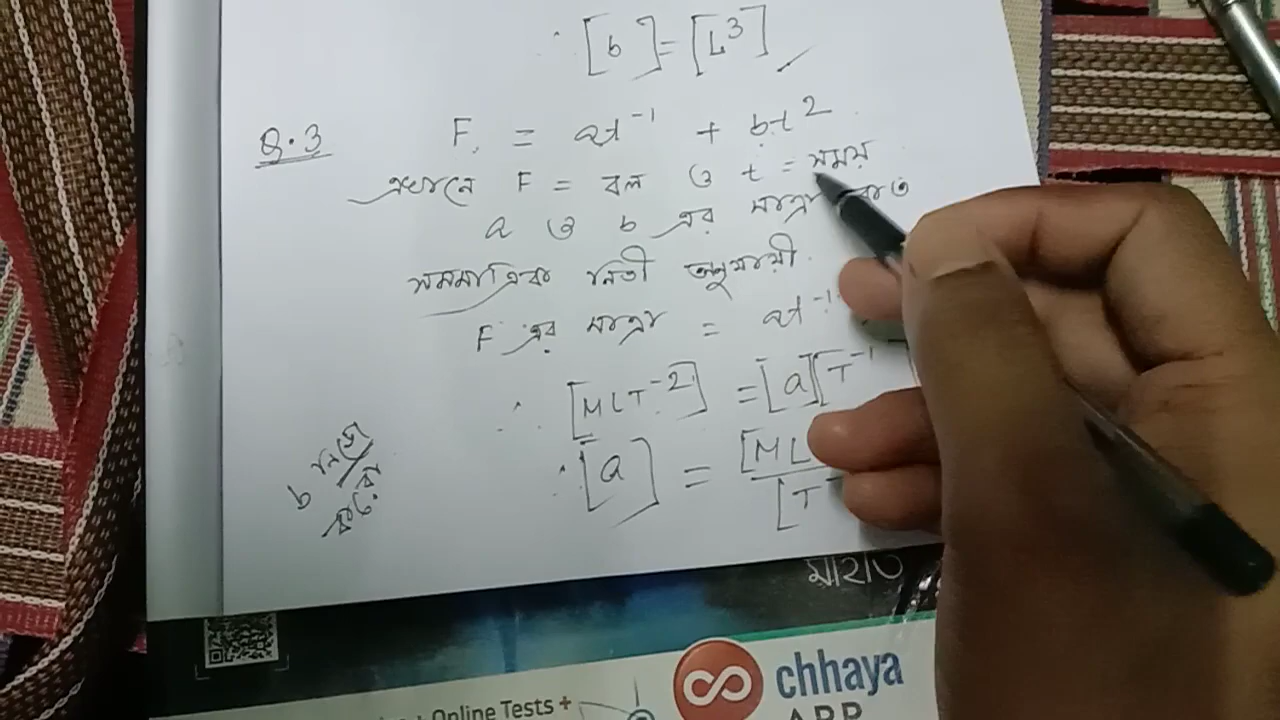 ∴ [b] = [L³]
Q.3 F = at⁻¹ + bt²
এখানে F = বল ও t = সময়
a ও b এর মাত্রা
সমমাত্রিক নিতী অনুযায়ী
F এর মাত্রা = at⁻¹
∴ [MLT⁻²] = [a][T⁻¹
∴ [a] = [ML
[T
b নিজে
করো
chhaya
APP
Online Tests +